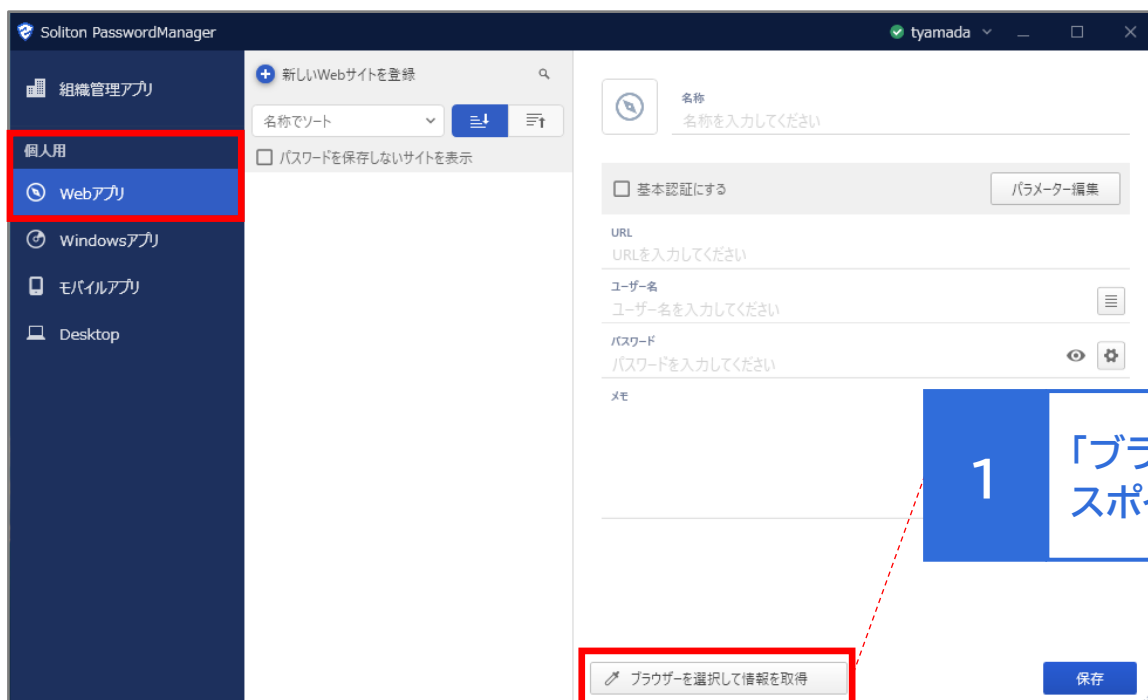 Soliton PasswordManager
tyamada
組織管理アプリ
個人用
Webアプリ
Windowsアプリ
モバイルアプリ
Desktop
新しいWebサイトを登録
名称でソート
パスワードを保存しないサイトを表示
名称
名称を入力してください
基本認証にする
パラメーター編集
URL
URLを入力してください
ユーザー名
ユーザー名を入力してください
パスワード
パスワードを入力してください
メモ
1
「ブラ
スポ
ブラウザーを選択して情報を取得
保存